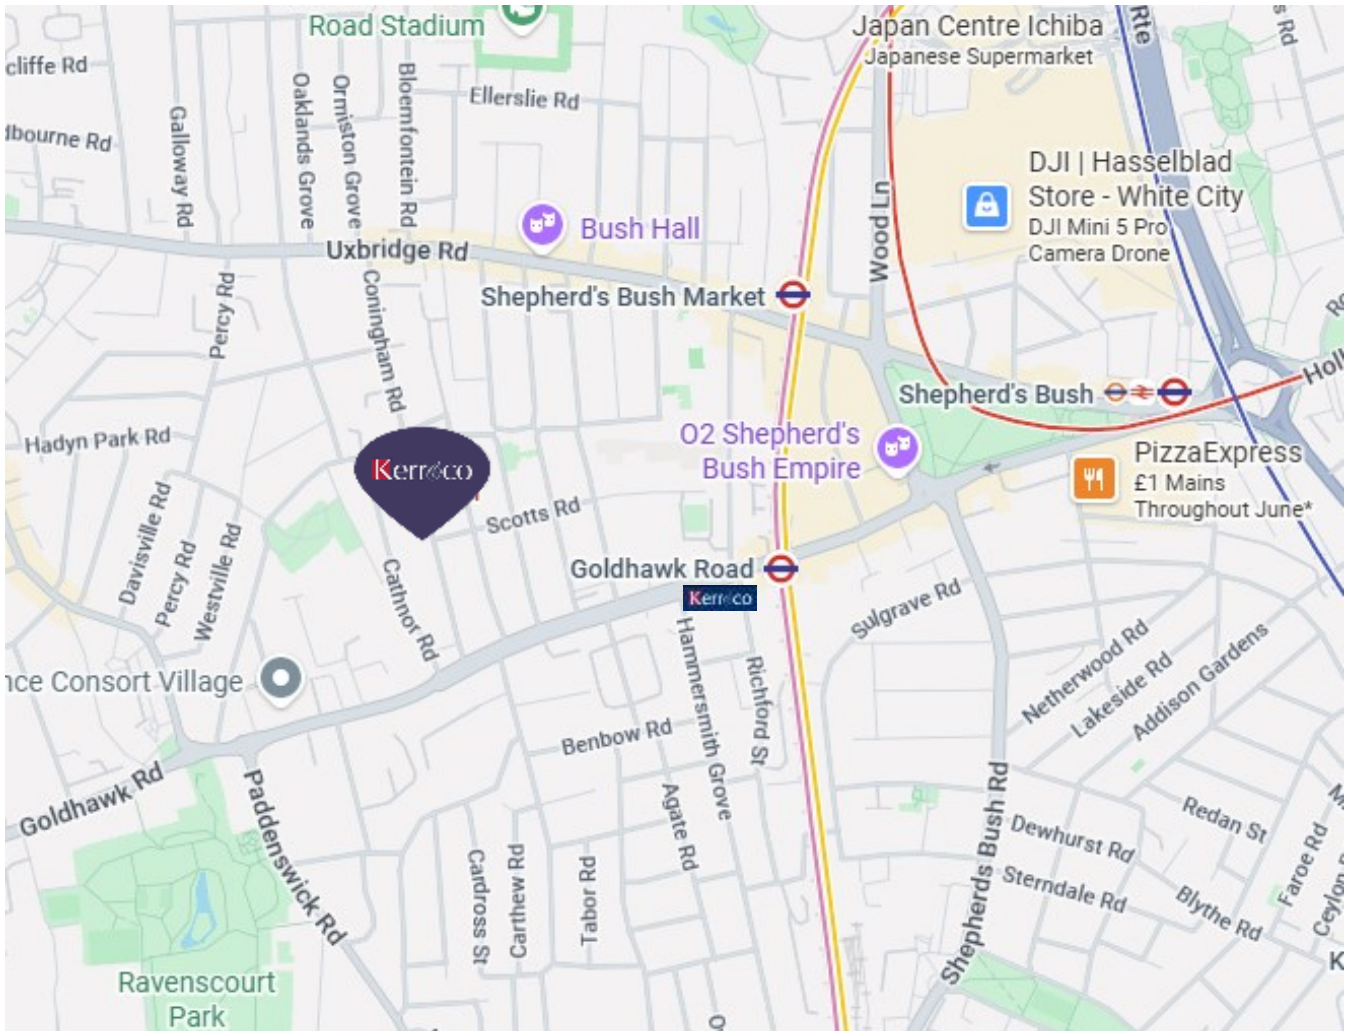 Road Stadium
Japan Centre Ichiba
Japanese Supermarket
Rte
s Rd
cliffe Rd
Ellerslie Rd
dbourne Rd
Galloway Rd
Oaklands Grove
Ormiston Grove
Bloemfontein Rd
DJI | Hasselblad
Store - White City
DJI Mini 5 Pro
Camera Drone
Wood Ln
Bush Hall
Uxbridge Rd
Shepherd's Bush Market
Percy Rd
Coningham Rd
Shepherd's Bush
Holl
Hadyn Park Rd
O2 Shepherd's
Bush Empire
PizzaExpress
£1 Mains
Throughout June*
Kerr&co
Scotts Rd
Davisville Rd
Percy Rd
Westville Rd
Cathnor Rd
Goldhawk Road
Kerr&co
Sulgrave Rd
Hammersmith Grove
Richford St
Netherwood Rd
Lakeside Rd
Addison Gardens
nce Consort Village
Benbow Rd
Goldhawk Rd
Paddenswick Rd
Agate Rd
Shepherds Bush Rd
Redan St
Dewhurst Rd
Faroe Rd
Cardross St
Carthew Rd
Tabor Rd
Sterndale Rd
Blythe Rd
Ceylon R
K
Ravenscourt
Park